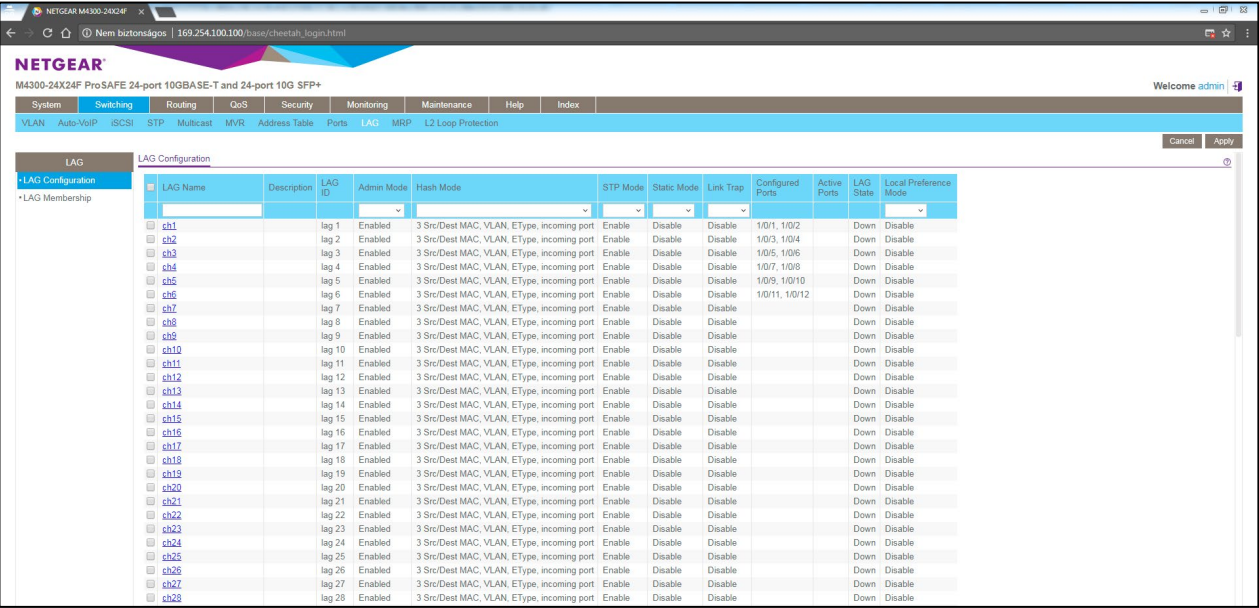 NETGEAR M4300-24X24F
Nem biztonságos | 169.254.100.100/base/cheetah_login.html
NETGEAR®
M4300-24X24F ProSAFE 24-port 10GBASE-T and 24-port 10G SFP+
Welcome admin
System Switching Routing QoS Security Monitoring Maintenance Help Index
VLAN Auto-VoIP iSCSI STP Multicast MVR Address Table Ports LAG MRP L2 Loop Protection
Cancel Apply
LAG
• LAG Configuration
• LAG Membership
LAG Configuration
LAG Name Description LAG ID Admin Mode Hash Mode STP Mode Static Mode Link Trap Configured Ports Active Ports LAG State Local Preference Mode
ch1 lag 1 Enabled 3 Src/Dest MAC, VLAN, EType, incoming port Enable Disable Disable 1/0/1, 1/0/2 Down Disable
ch2 lag 2 Enabled 3 Src/Dest MAC, VLAN, EType, incoming port Enable Disable Disable 1/0/3, 1/0/4 Down Disable
ch3 lag 3 Enabled 3 Src/Dest MAC, VLAN, EType, incoming port Enable Disable Disable 1/0/5, 1/0/6 Down Disable
ch4 lag 4 Enabled 3 Src/Dest MAC, VLAN, EType, incoming port Enable Disable Disable 1/0/7, 1/0/8 Down Disable
ch5 lag 5 Enabled 3 Src/Dest MAC, VLAN, EType, incoming port Enable Disable Disable 1/0/9, 1/0/10 Down Disable
ch6 lag 6 Enabled 3 Src/Dest MAC, VLAN, EType, incoming port Enable Disable Disable 1/0/11, 1/0/12 Down Disable
ch7 lag 7 Enabled 3 Src/Dest MAC, VLAN, EType, incoming port Enable Disable Disable Down Disable
ch8 lag 8 Enabled 3 Src/Dest MAC, VLAN, EType, incoming port Enable Disable Disable Down Disable
ch9 lag 9 Enabled 3 Src/Dest MAC, VLAN, EType, incoming port Enable Disable Disable Down Disable
ch10 lag 10 Enabled 3 Src/Dest MAC, VLAN, EType, incoming port Enable Disable Disable Down Disable
ch11 lag 11 Enabled 3 Src/Dest MAC, VLAN, EType, incoming port Enable Disable Disable Down Disable
ch12 lag 12 Enabled 3 Src/Dest MAC, VLAN, EType, incoming port Enable Disable Disable Down Disable
ch13 lag 13 Enabled 3 Src/Dest MAC, VLAN, EType, incoming port Enable Disable Disable Down Disable
ch14 lag 14 Enabled 3 Src/Dest MAC, VLAN, EType, incoming port Enable Disable Disable Down Disable
ch15 lag 15 Enabled 3 Src/Dest MAC, VLAN, EType, incoming port Enable Disable Disable Down Disable
ch16 lag 16 Enabled 3 Src/Dest MAC, VLAN, EType, incoming port Enable Disable Disable Down Disable
ch17 lag 17 Enabled 3 Src/Dest MAC, VLAN, EType, incoming port Enable Disable Disable Down Disable
ch18 lag 18 Enabled 3 Src/Dest MAC, VLAN, EType, incoming port Enable Disable Disable Down Disable
ch19 lag 19 Enabled 3 Src/Dest MAC, VLAN, EType, incoming port Enable Disable Disable Down Disable
ch20 lag 20 Enabled 3 Src/Dest MAC, VLAN, EType, incoming port Enable Disable Disable Down Disable
ch21 lag 21 Enabled 3 Src/Dest MAC, VLAN, EType, incoming port Enable Disable Disable Down Disable
ch22 lag 22 Enabled 3 Src/Dest MAC, VLAN, EType, incoming port Enable Disable Disable Down Disable
ch23 lag 23 Enabled 3 Src/Dest MAC, VLAN, EType, incoming port Enable Disable Disable Down Disable
ch24 lag 24 Enabled 3 Src/Dest MAC, VLAN, EType, incoming port Enable Disable Disable Down Disable
ch25 lag 25 Enabled 3 Src/Dest MAC, VLAN, EType, incoming port Enable Disable Disable Down Disable
ch26 lag 26 Enabled 3 Src/Dest MAC, VLAN, EType, incoming port Enable Disable Disable Down Disable
ch27 lag 27 Enabled 3 Src/Dest MAC, VLAN, EType, incoming port Enable Disable Disable Down Disable
ch28 lag 28 Enabled 3 Src/Dest MAC, VLAN, EType, incoming port Enable Disable Disable Down Disable